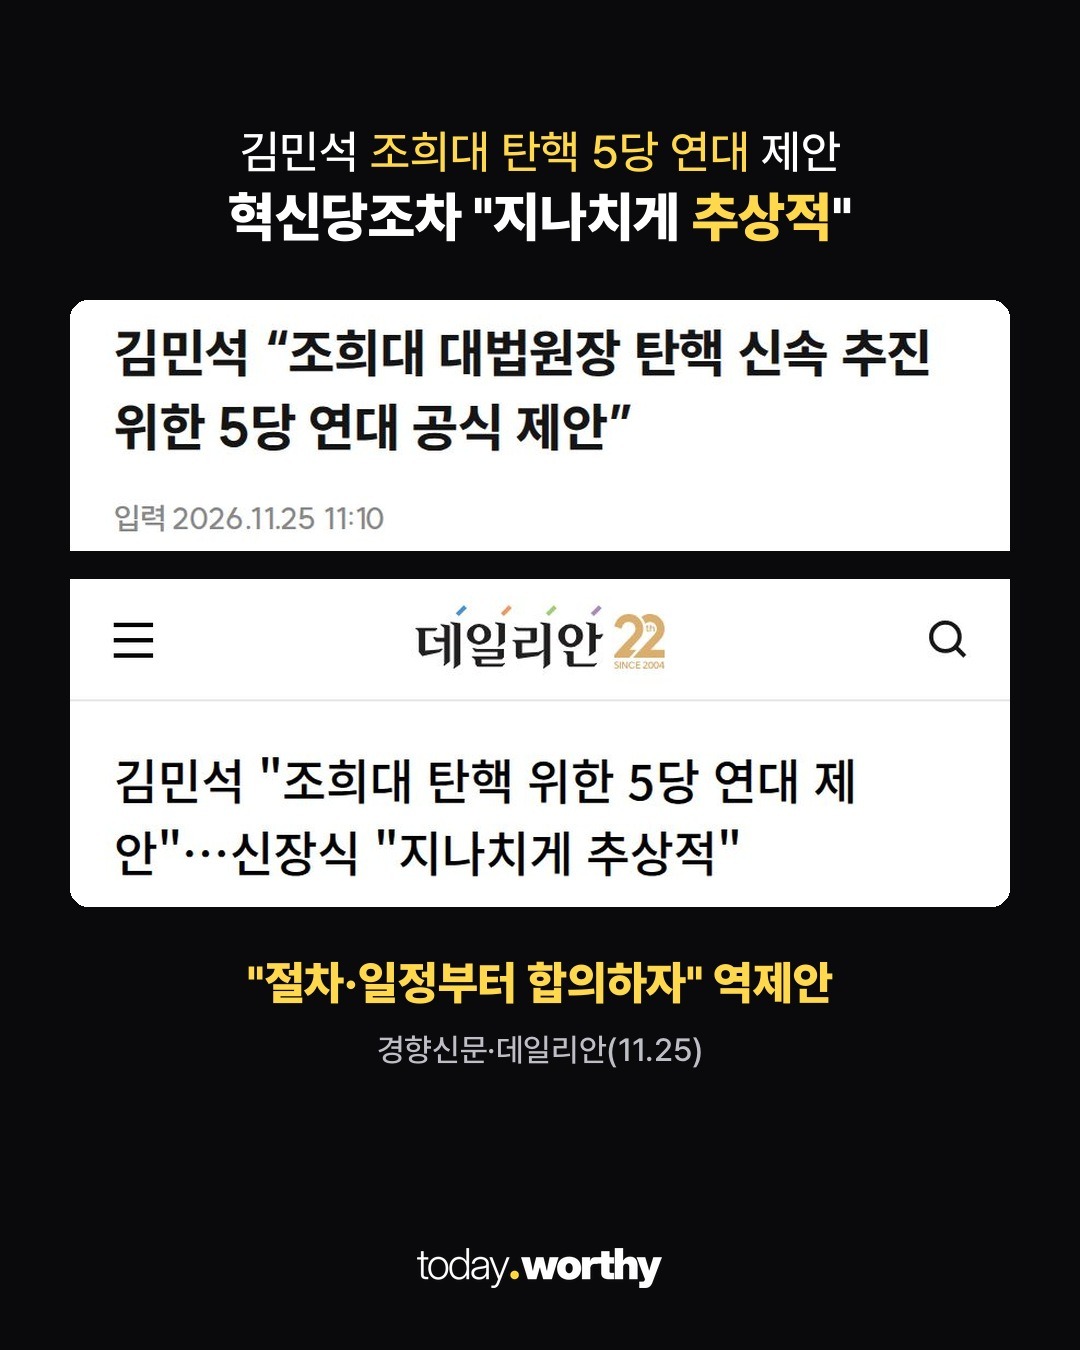 김민석 조희대 탄핵 5당 연대 제안
혁신당조차 "지나치게 추상적"
김민석 “조희대 대법원장 탄핵 신속 추진
위한 5당 연대 공식 제안”
입력 2026.11.25 11:10
데일리안 22th
SINCE 2004
김민석 "조희대 탄핵 위한 5당 연대 제
안"…신장식 "지나치게 추상적"
"절차·일정부터 합의하자" 역제안
경향신문·데일리안(11.25)
today.worthy